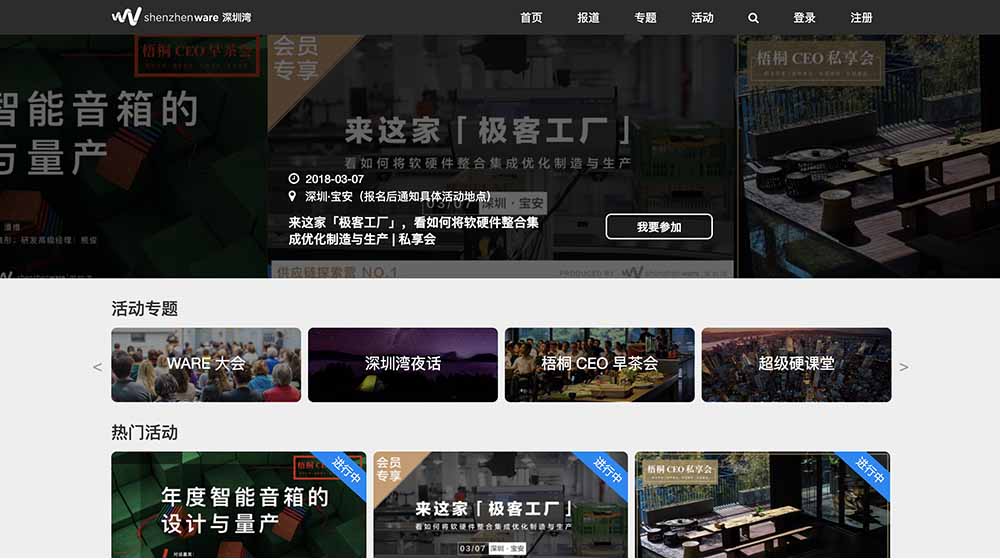 shenzhenware 深圳湾
首页
报道
专题
活动
登录
注册
梧桐 CEO 早茶会
智能音箱的
与量产
会员
专享
来这家「极客工厂」
看如何将软硬件整合集成优化制造与生产
03/07 深圳 · 宝安
2018-03-07
深圳·宝安（报名后通知具体活动地点）
来这家「极客工厂」，看如何将软硬件整合集
成优化制造与生产 | 私享会
我要参加
供应链探索营 NO.1
PRODUCED BY shenzhenware
梧桐 CEO 私享会
活动专题
<
WARE 大会
深圳湾夜话
梧桐 CEO 早茶会
超级硬课堂
>
热门活动
进行中
年度智能音箱的
设计与量产
会员
专享
进行中
来这家「极客工厂」
看如何将软硬件整合集成优化制造与生产
03/07 深圳 · 宝安
梧桐 CEO 私享会
进行中